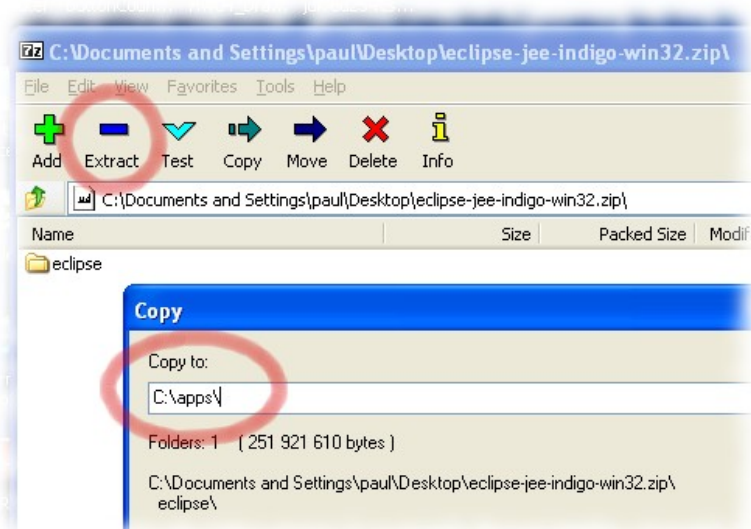 7z C:\Documents and Settings\paul\Desktop\eclipse-jee-indigo-win32.zip\
File Edit View Favorites Tools Help
Add Extract Test Copy Move Delete Info
C:\Documents and Settings\paul\Desktop\eclipse-jee-indigo-win32.zip\
Name Size Packed Size
eclipse
Copy
Copy to:
C:\apps\
Folders: 1 ( 251 921 610 bytes )
C:\Documents and Settings\paul\Desktop\eclipse-jee-indigo-win32.zip\
eclipse\